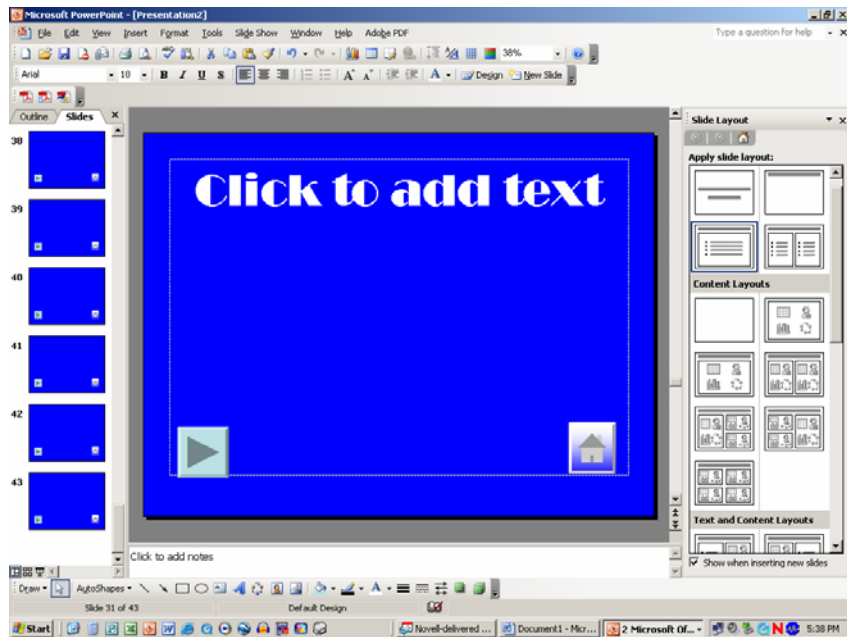 Microsoft PowerPoint - [Presentation2]
File Edit View Insert Format Tools Slide Show Window Help Adobe PDF
Type a question for help
38%
Arial 18 B I U S A A A Design New Slide
Outline Slides
Slide Layout
Apply slide layout:
38
39
40
41
42
43
Click to add text
Content Layouts
Text and Content Layouts
Click to add notes
Show when inserting new slides
Draw AutoShapes A
Slide 31 of 43
Default Design
Start
Novell-delivered ...
Document1 - Micr...
2 Microsoft Of...
5:38 PM